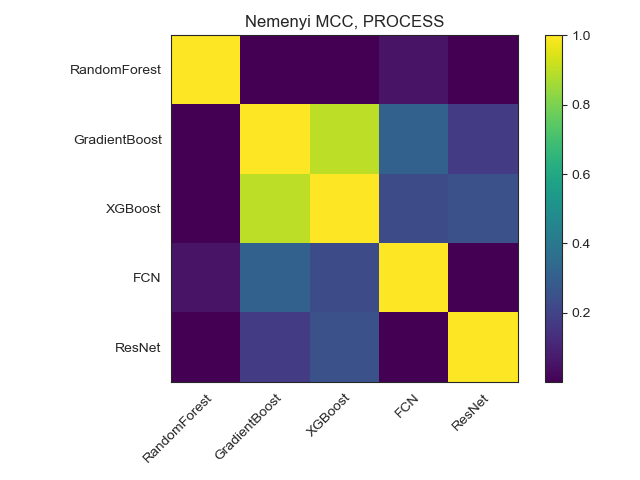 Nemenyi MCC, PROCESS
RandomForest
GradientBoost
XGBoost
FCN
ResNet
RandomForest
GradientBoost
XGBoost
FCN
ResNet
1.0
0.8
0.6
0.4
0.2